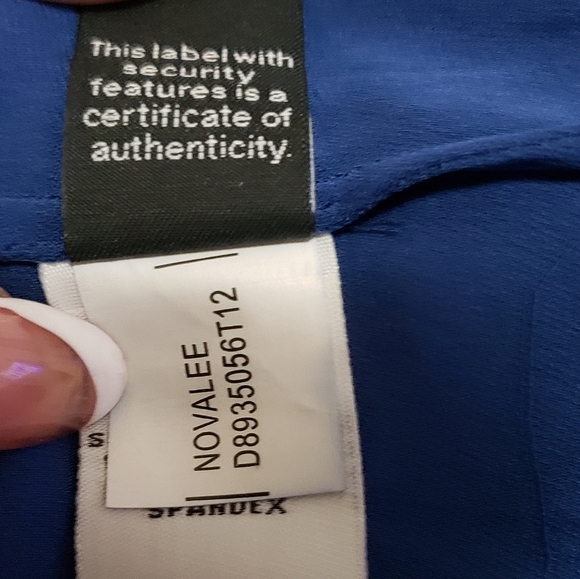 This label with
security
features is a
certificate of
authenticity.
NOVALEE
D8935056T12
S
SPANDEX